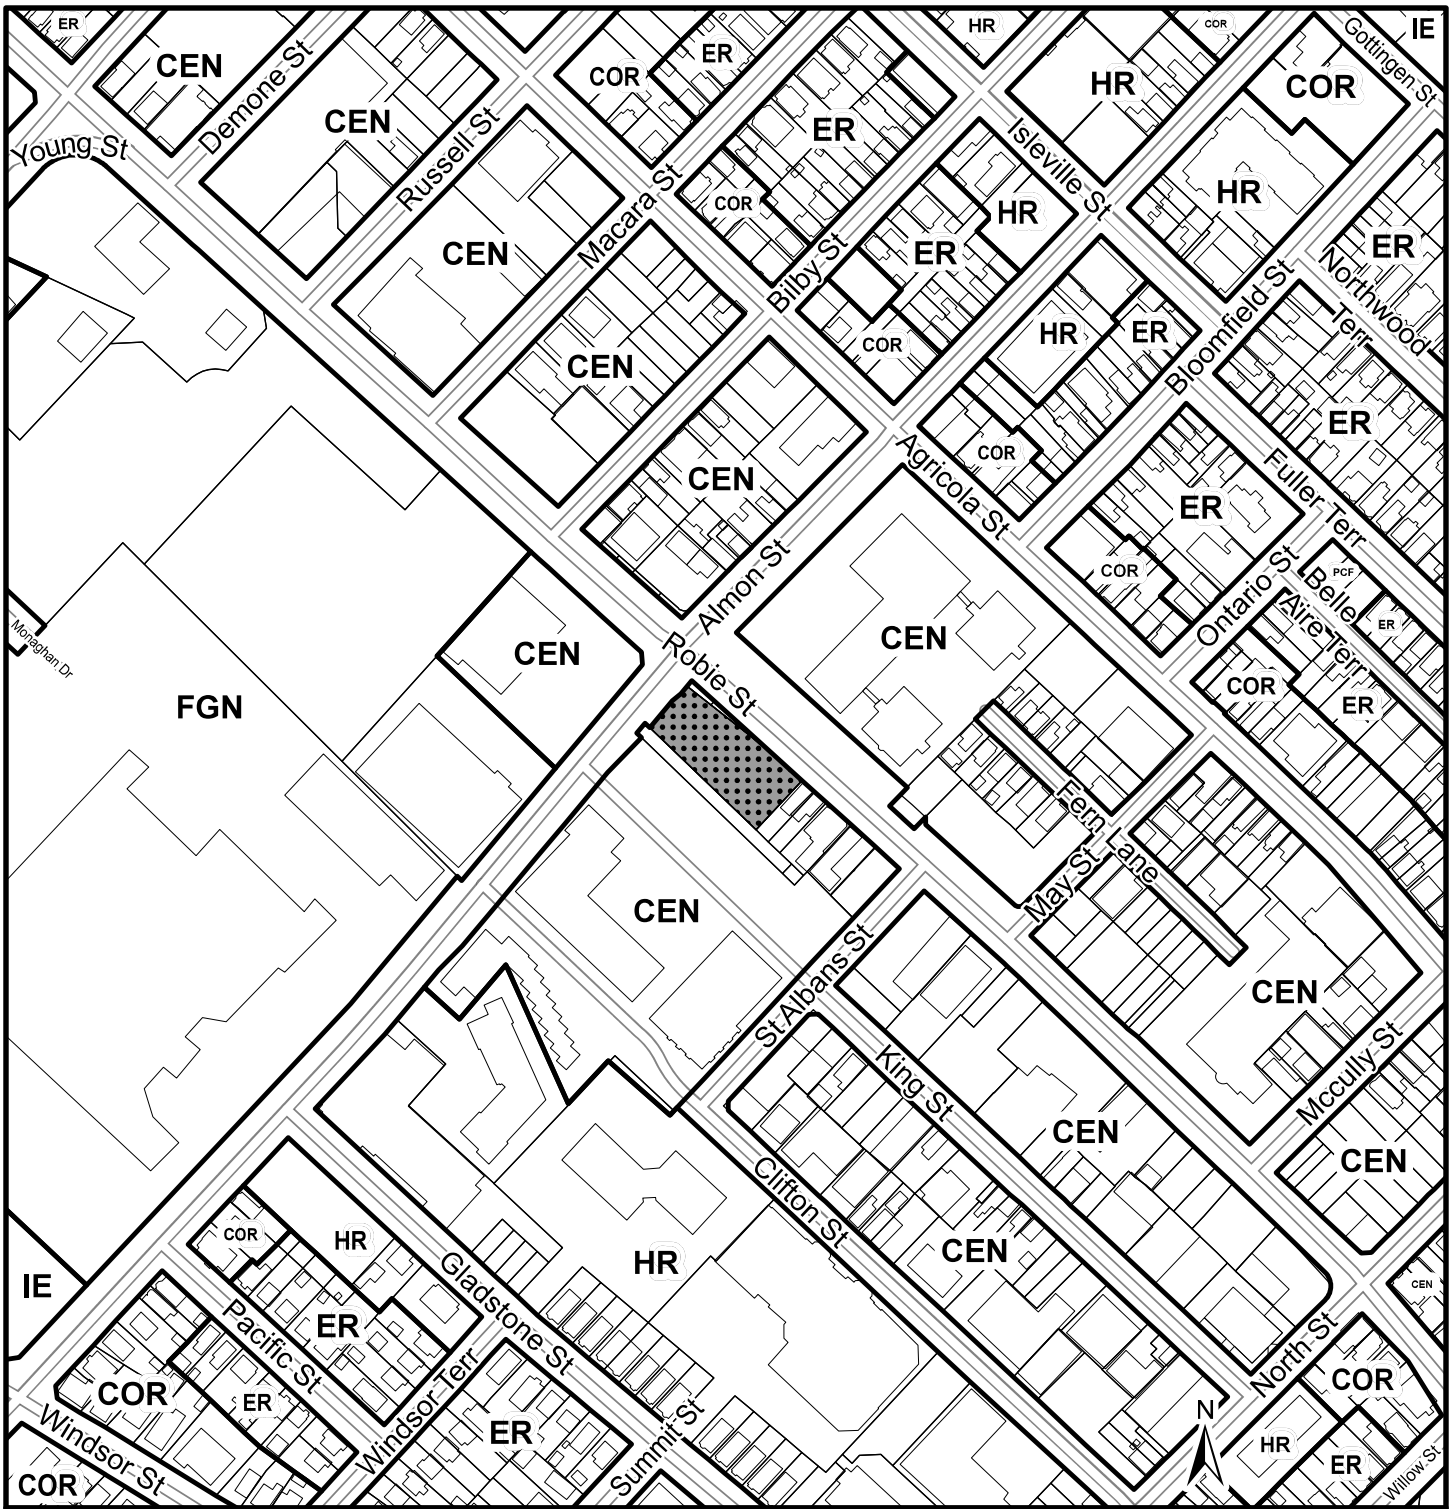 ER
CEN
Demone St
CEN
Young St
Russell St
COR
ER
HR
COR
IE
Gottingen St
HR
COR
ER
Isleville St
HR
Macara St
COR
CEN
HR
ER
Bilby St
ER
Northwood
Terr
Bloomfield St
HR
ER
COR
CEN
ER
COR
Agricola St
CEN
ER
Fuller Terr
COR
PCF
Belle
Aire Terr
ER
Ontario St
Almon St
Robie St
CEN
CEN
Monaghan Dr
FGN
COR
ER
Fern Lane
May St
CEN
St Albans St
CEN
King St
Mccully St
CEN
CEN
Clifton St
COR
HR
HR
CEN
CEN
IE
Gladstone St
Pacific St
ER
North St
COR
COR
ER
Windsor Terr
ER
Summit St
N
HR
ER
Willow St
Windsor St
COR